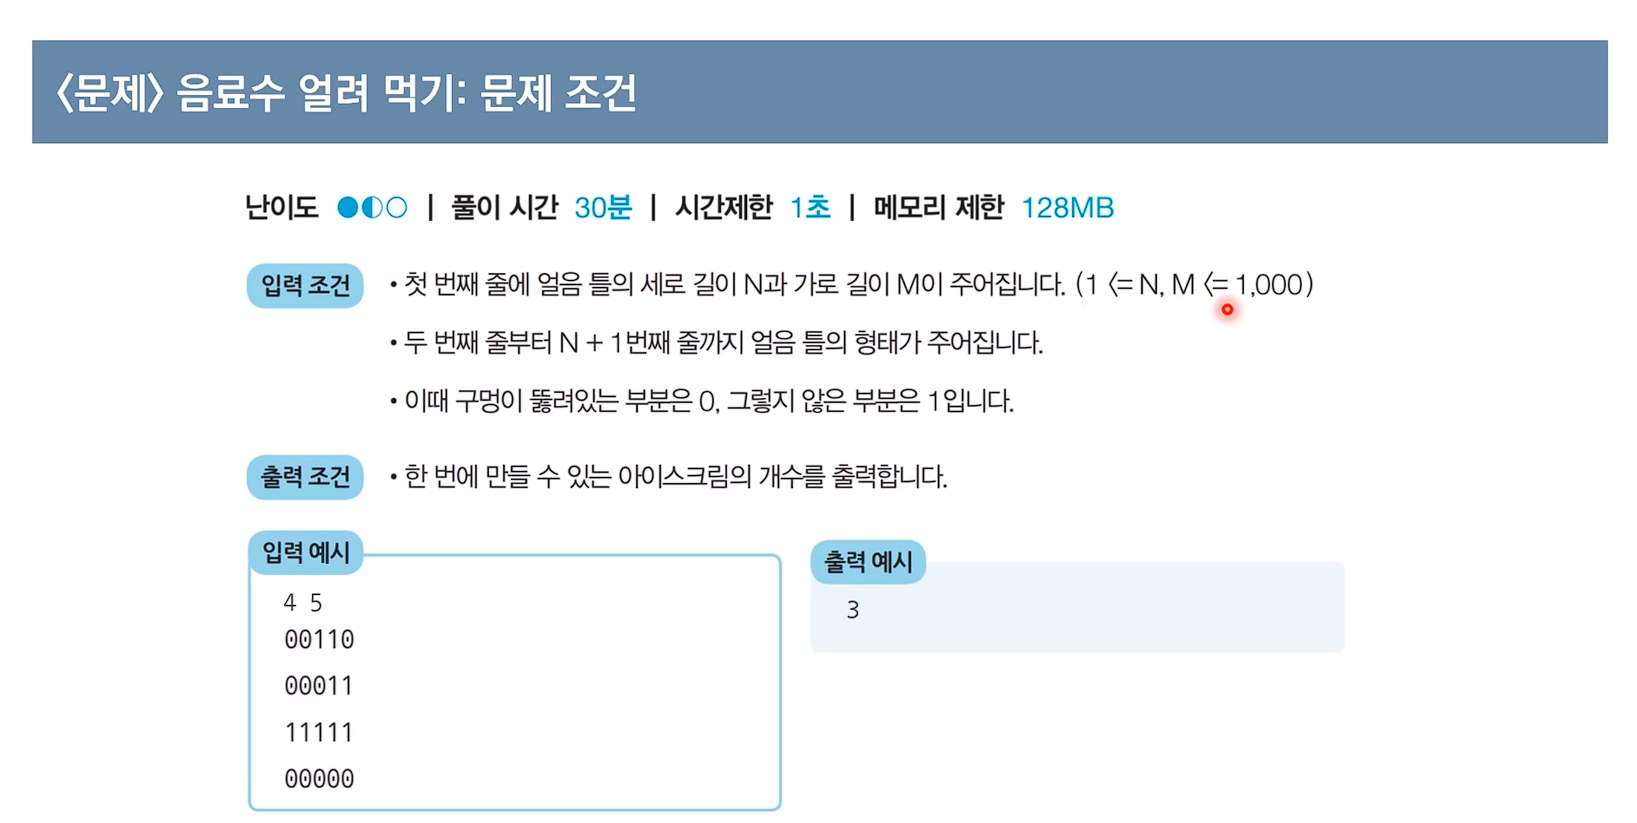 〈문제〉 음료수 얼려 먹기: 문제 조건
난이도 | 풀이 시간 30분 | 시간제한 1초 | 메모리 제한 128MB
입력 조건 • 첫 번째 줄에 얼음 틀의 세로 길이 N과 가로 길이 M이 주어집니다. (1 <= N, M <= 1,000)
• 두 번째 줄부터 N + 1번째 줄까지 얼음 틀의 형태가 주어집니다.
• 이때 구멍이 뚫려있는 부분은 0, 그렇지 않은 부분은 1입니다.
출력 조건 • 한 번에 만들 수 있는 아이스크림의 개수를 출력합니다.
입력 예시
4 5
00110
00011
11111
00000
출력 예시
3